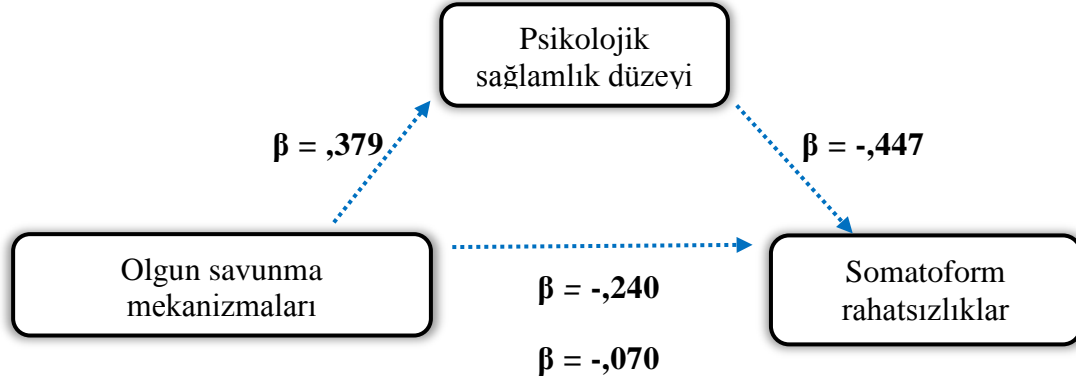 Psikolojik
sağlamlık düzeyi
β = ,379
β = -,447
Olgun savunma
mekanizmaları
β = -,240
β = -,070
Somatoform
rahatsızlıklar